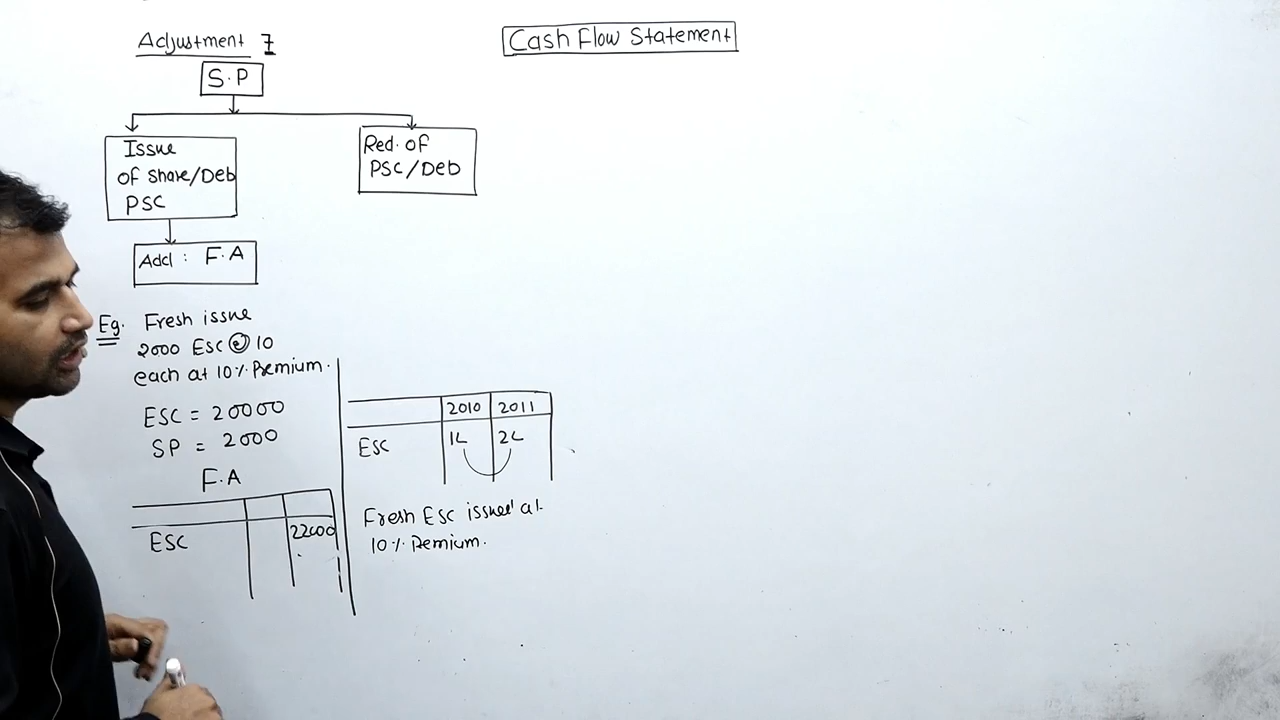 Adjustment 7
Cash Flow Statement
S.P
Issue
of share/Deb
PSC
Red. of
PSC/Deb
Add : F.A
Eg. Fresh issue
2000 ESC @ 10
each at 10% Premium.
ESC = 20000
SP = 2000
F.A
ESC 22000
2010 2011
ESC 1L 2L
Fresh ESC issued at
10% Premium.